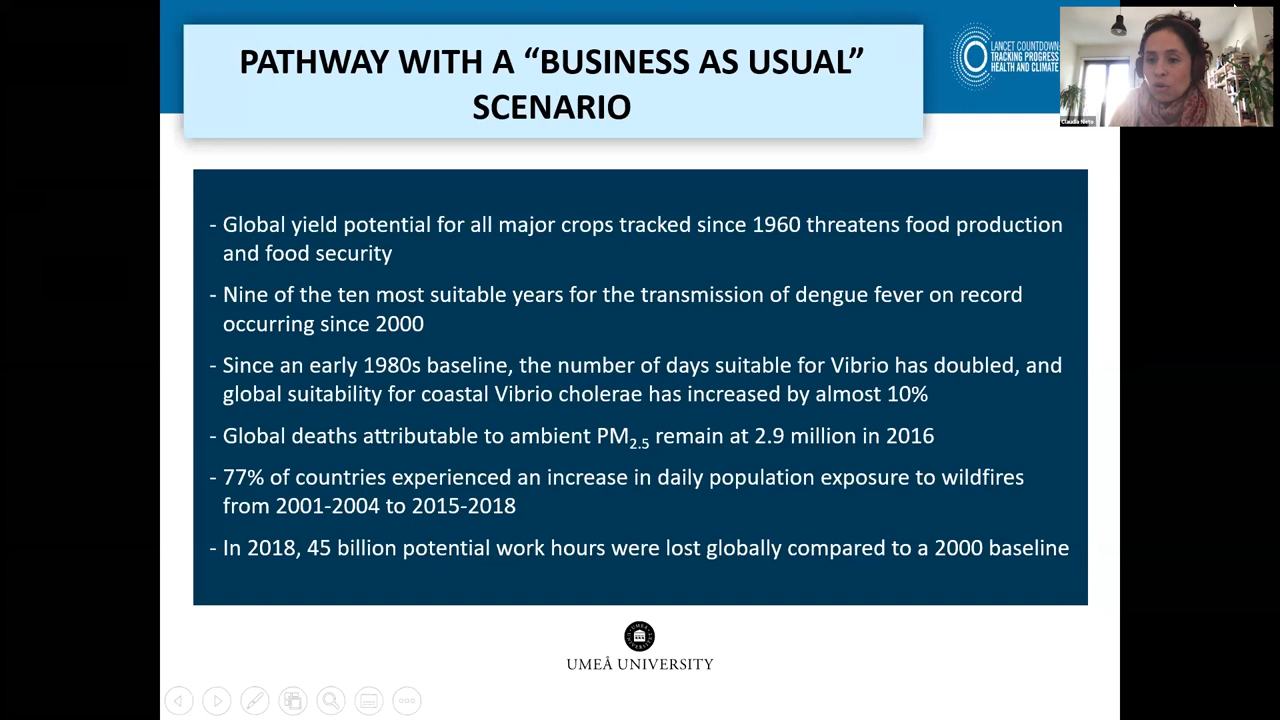 PATHWAY WITH A “BUSINESS AS USUAL”
SCENARIO
LANCET COUNTDOWN
TRACKING PROGRESS
HEALTH AND CLIMATE
Claudia Nieto
- Global yield potential for all major crops tracked since 1960 threatens food production
and food security
- Nine of the ten most suitable years for the transmission of dengue fever on record
occurring since 2000
- Since an early 1980s baseline, the number of days suitable for Vibrio has doubled, and
global suitability for coastal Vibrio cholerae has increased by almost 10%
- Global deaths attributable to ambient PM2.5 remain at 2.9 million in 2016
- 77% of countries experienced an increase in daily population exposure to wildfires
from 2001-2004 to 2015-2018
- In 2018, 45 billion potential work hours were lost globally compared to a 2000 baseline
UMEÅ UNIVERSITY